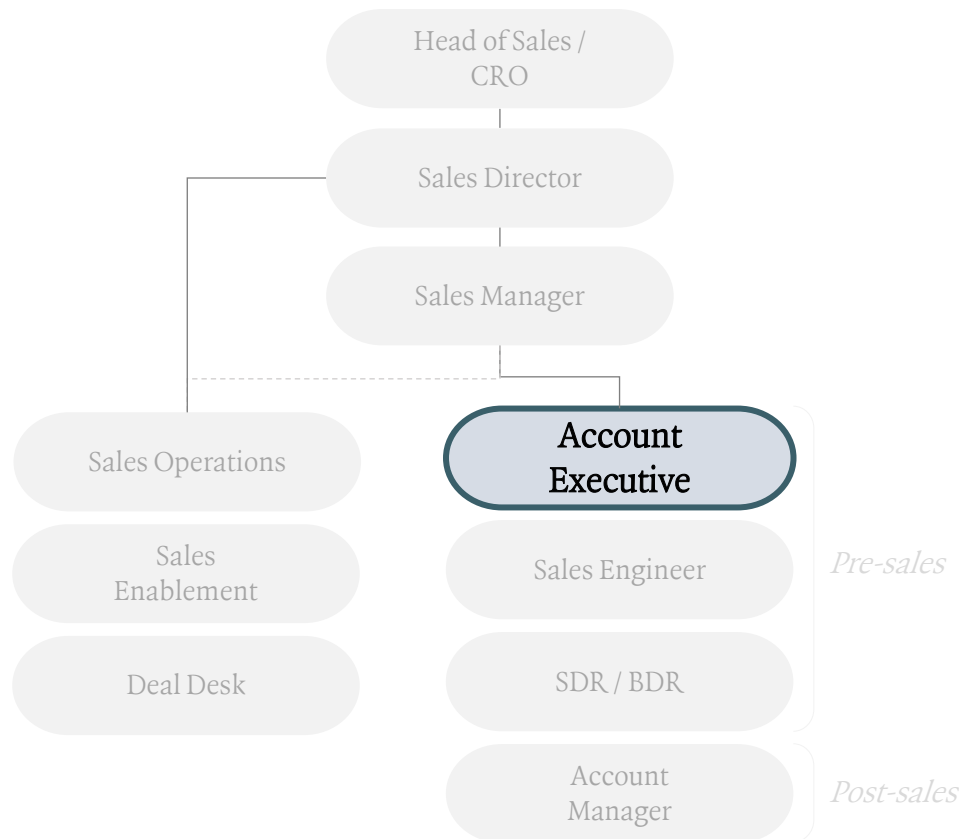 Head of Sales /
CRO
Sales Director
Sales Manager
Sales Operations
Account
Executive
Sales
Enablement
Sales Engineer
Pre-sales
Deal Desk
SDR / BDR
Account
Manager
Post-sales